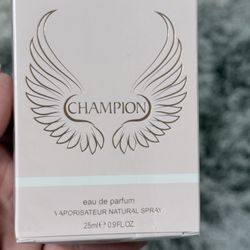 CHAMPION
eau de parfum
VAPORISATEUR NATURAL SPRAY
25ml℮ 0.9FL.OZ